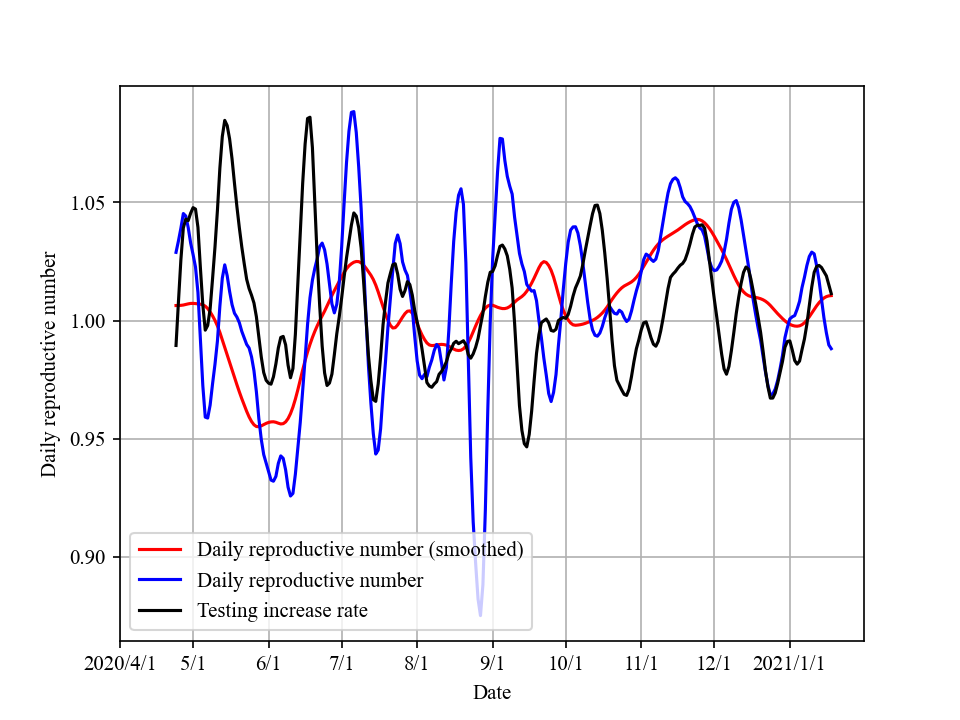 Daily reproductive number
1.05
1.00
0.95
0.90
Daily reproductive number (smoothed)
Daily reproductive number
Testing increase rate
2020/4/1 5/1 6/1 7/1 8/1 9/1 10/1 11/1 12/1 2021/1/1
Date